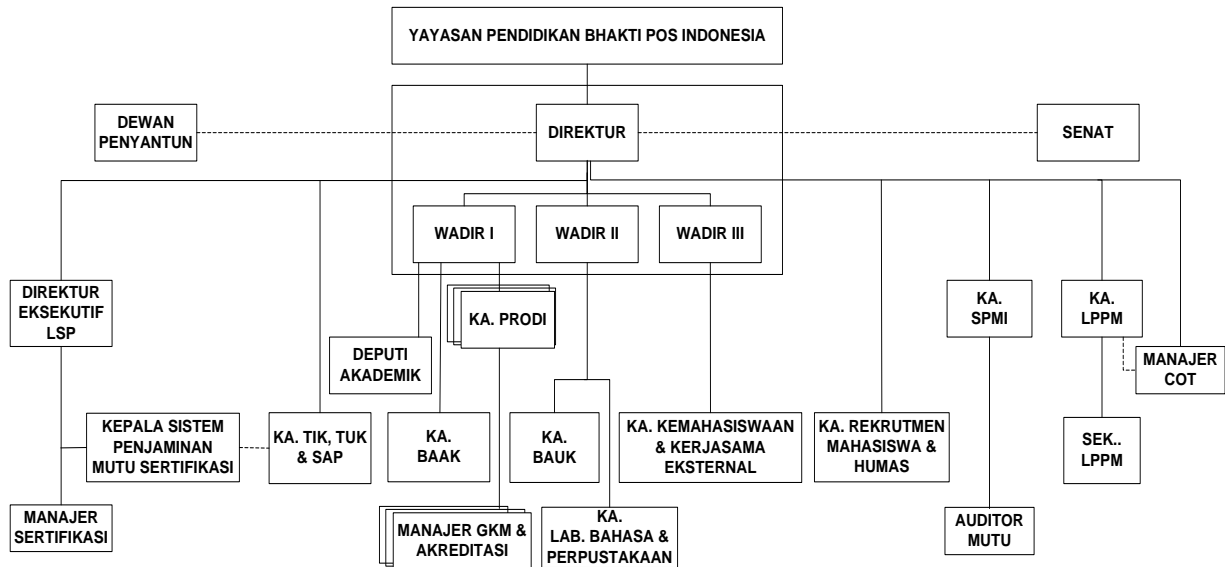 YAYASAN PENDIDIKAN BHAKTI POS INDONESIA
DEWAN
PENYANTUN
DIREKTUR
SENAT
WADIR I
WADIR II
WADIR III
DIREKTUR
EKSEKUTIF
LSP
KA. PRODI
KA.
SPMI
KA.
LPPM
DEPUTI
AKADEMIK
MANAJER
COT
KEPALA SISTEM
PENJAMINAN
MUTU SERTIFIKASI
KA. TIK, TUK
& SAP
KA.
BAAK
KA.
BAUK
KA. KEMAHASISWAAN
& KERJASAMA
EKSTERNAL
KA. REKRUTMEN
MAHASISWA &
HUMAS
SEK..
LPPM
MANAJER
SERTIFIKASI
MANAJER GKM &
AKREDITASI
KA.
LAB. BAHASA &
PERPUSTAKAAN
AUDITOR
MUTU